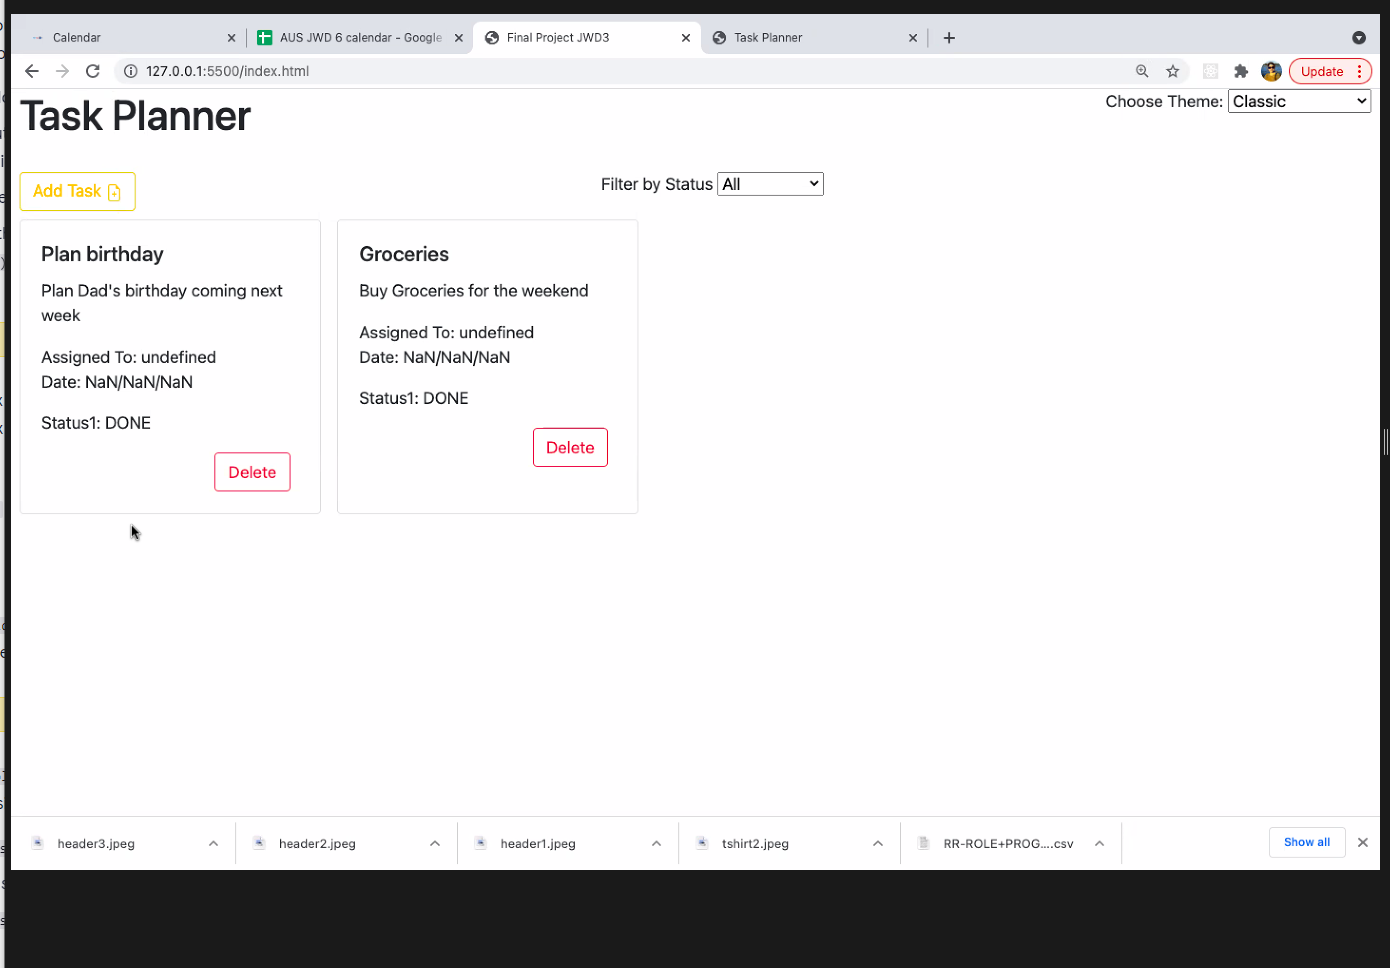 Calendar
AUS JWD 6 calendar - Google
Final Project JWD3
Task Planner
127.0.0.1:5500/index.html
Update
Task Planner
Choose Theme: Classic
Add Task
Filter by Status All
Plan birthday
Plan Dad's birthday coming next
week
Assigned To: undefined
Date: NaN/NaN/NaN
Status1: DONE
Delete
Groceries
Buy Groceries for the weekend
Assigned To: undefined
Date: NaN/NaN/NaN
Status1: DONE
Delete
header3.jpeg
header2.jpeg
header1.jpeg
tshirt2.jpeg
RR-ROLE+PROG....csv
Show all